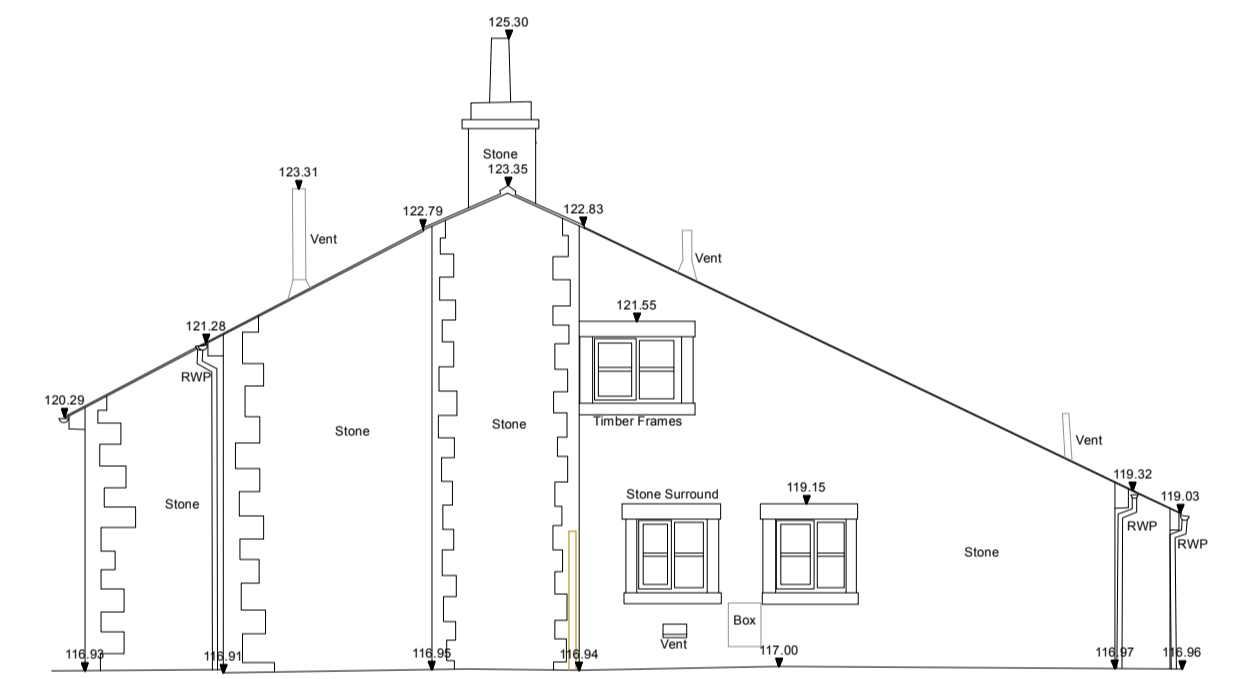 125.30
Stone
123.35
123.31
122.79
122.83
Vent
Vent
121.55
121.28
RWP
120.29
Timber Frames
Stone
Stone
Vent
119.32
119.15
Stone Surround
119.03
Stone
RWP
RWP
Stone
Box
Vent
116.93
116.91
116.95
116.94
117.00
116.97
116.96